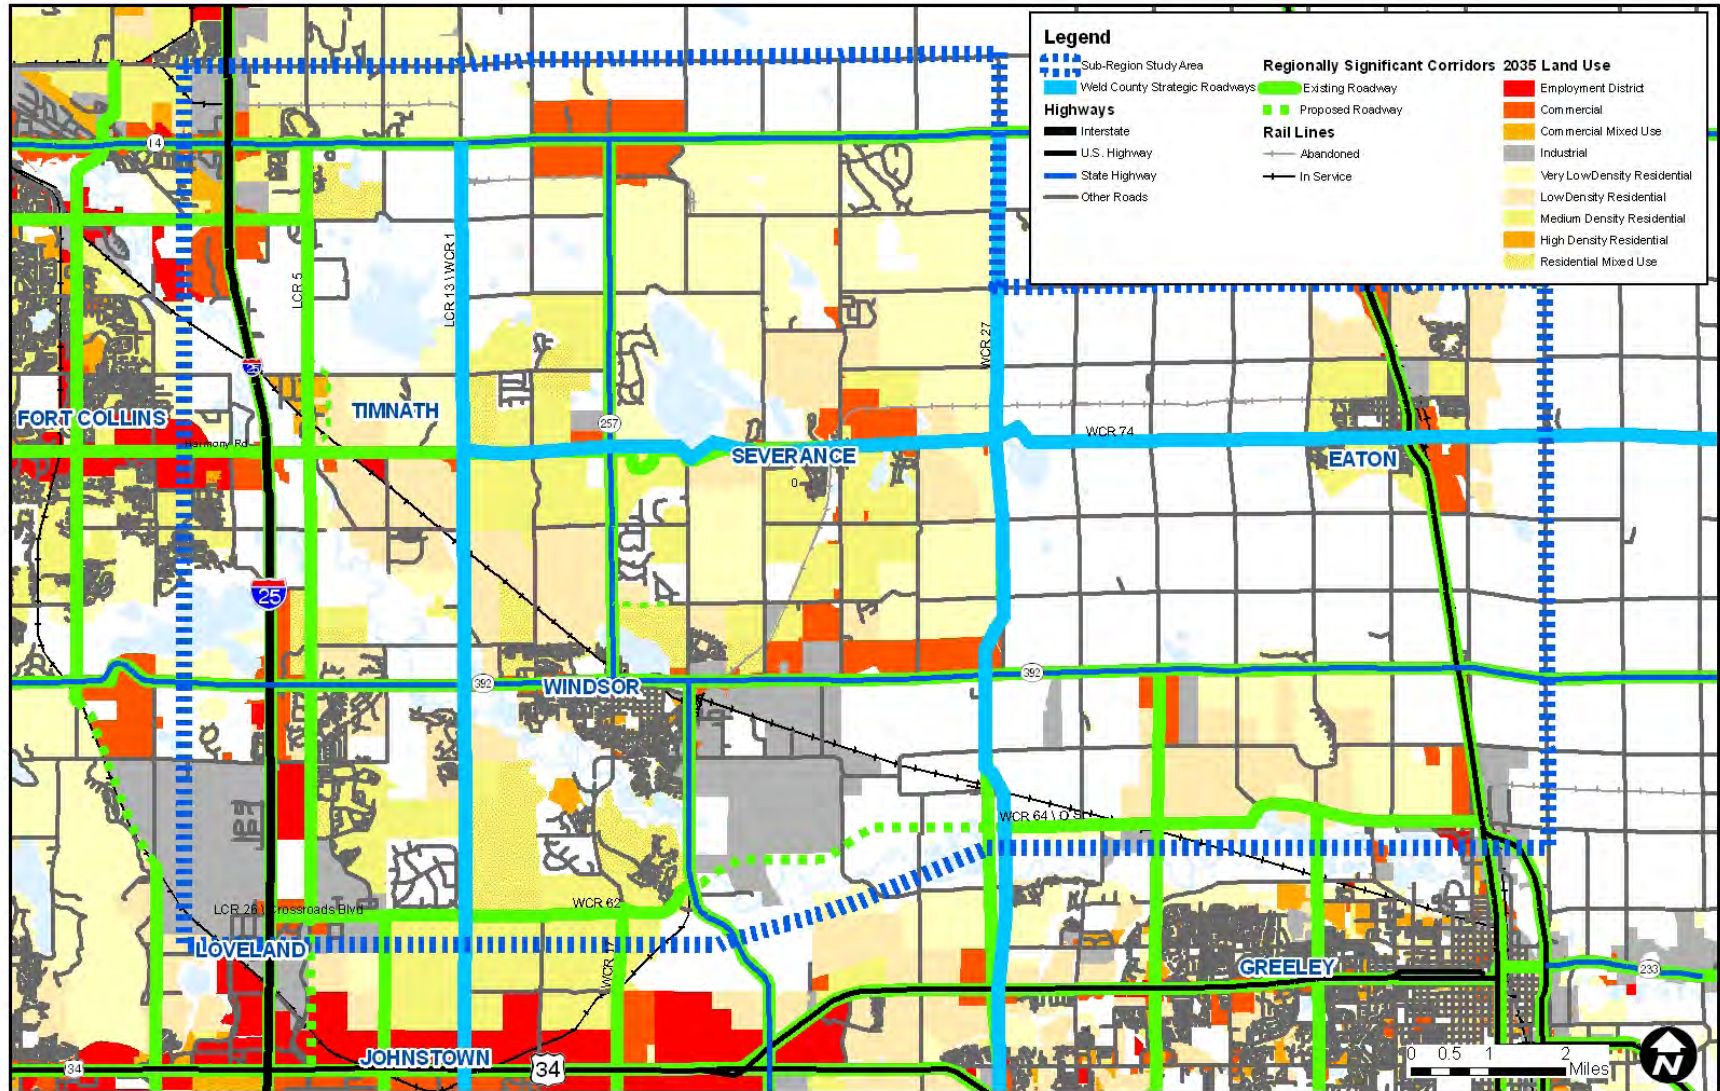 Legend
Sub-Region Study Area
Weld County Strategic Roadways
Highways
Interstate
U.S. Highway
State Highway
Other Roads
Regionally Significant Corridors
Existing Roadway
Proposed Roadway
Rail Lines
Abandoned
In Service
2035 Land Use
Employment District
Commercial
Commercial Mixed Use
Industrial
Very Low Density Residential
Low Density Residential
Medium Density Residential
High Density Residential
Residential Mixed Use
14
LCR 5
LCR 13 \ WCR 1
WCR 27
25
FORT COLLINS
TIMNATH
257
Harmony Rd
SEVERANCE
WCR 74
EATON
0
25
392
WINDSOR
392
WCR 64 \ O St
LCR 26 \ Crossroads Blvd
WCR 62
LOVELAND
WCR 17
GREELEY
233
JOHNSTOWN
34
34
0 0.5 1 2
Miles
N